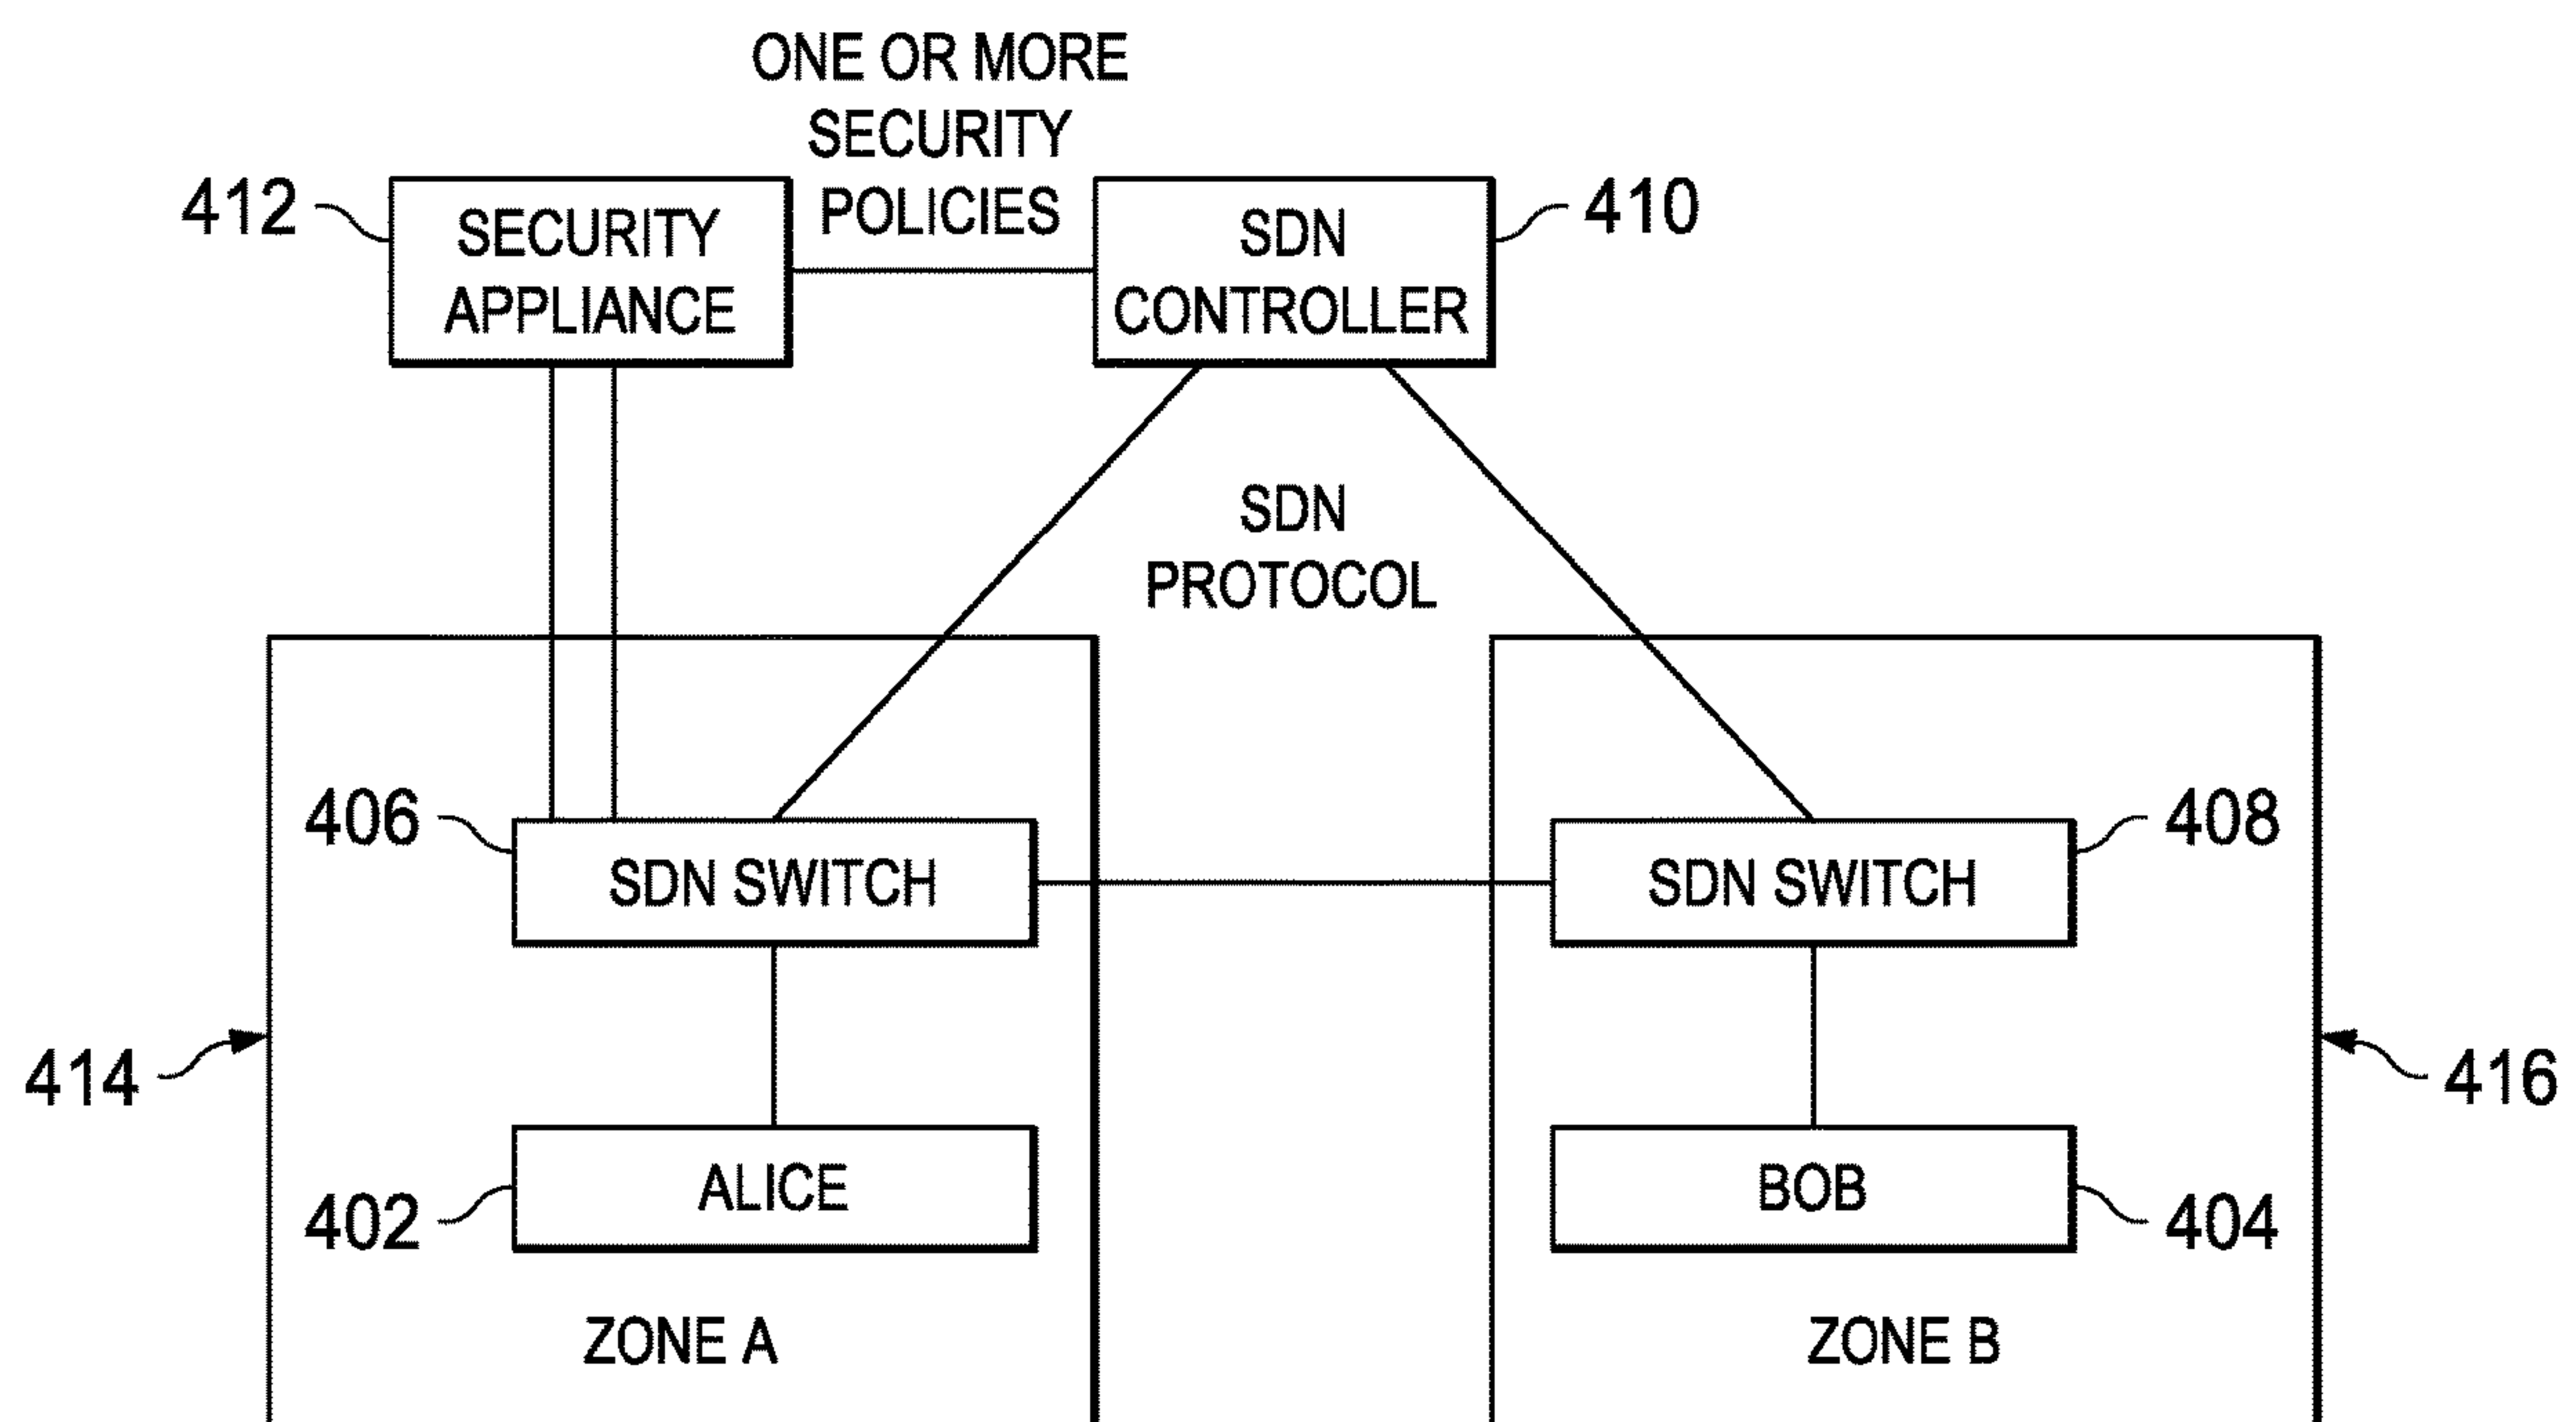 ONE OR MORE
SECURITY
POLICIES
412
SECURITY
APPLIANCE
SDN
CONTROLLER
410
SDN
PROTOCOL
406
SDN SWITCH
SDN SWITCH
408
414
416
402
ALICE
BOB
404
ZONE A
ZONE B